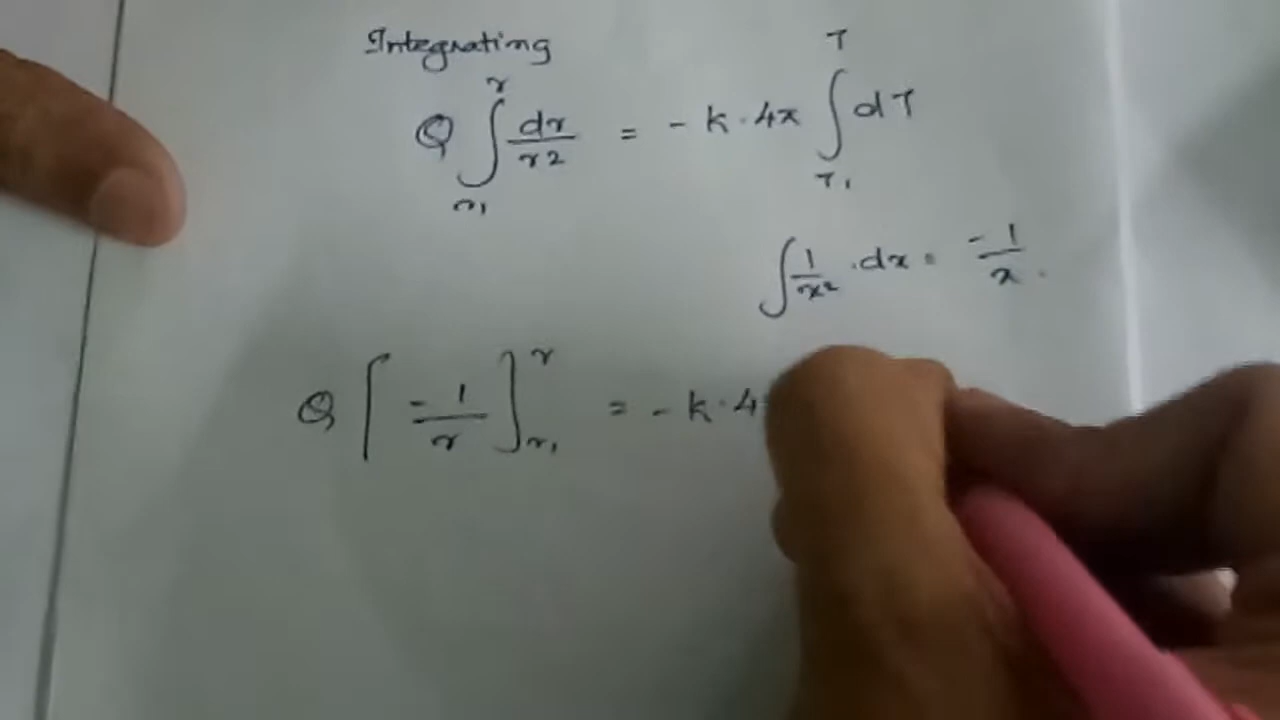 Integrating
Q ∫_{r1}^{r} dr/r2 = - k . 4π ∫_{T1}^{T} dT
∫ 1/x² . dx = -1/x .
Q [ -1/r ]_{r1}^{r} = - k . 4